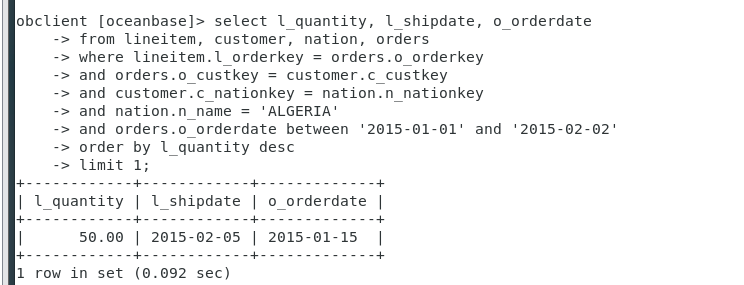 obclient [oceanbase]> select l_quantity, l_shipdate, o_orderdate
    -> from lineitem, customer, nation, orders
    -> where lineitem.l_orderkey = orders.o_orderkey
    -> and orders.o_custkey = customer.c_custkey
    -> and customer.c_nationkey = nation.n_nationkey
    -> and nation.n_name = 'ALGERIA'
    -> and orders.o_orderdate between '2015-01-01' and '2015-02-02'
    -> order by l_quantity desc
    -> limit 1;
+------------+------------+-------------+
| l_quantity | l_shipdate | o_orderdate |
+------------+------------+-------------+
|      50.00 | 2015-02-05 | 2015-01-15  |
+------------+------------+-------------+
1 row in set (0.092 sec)